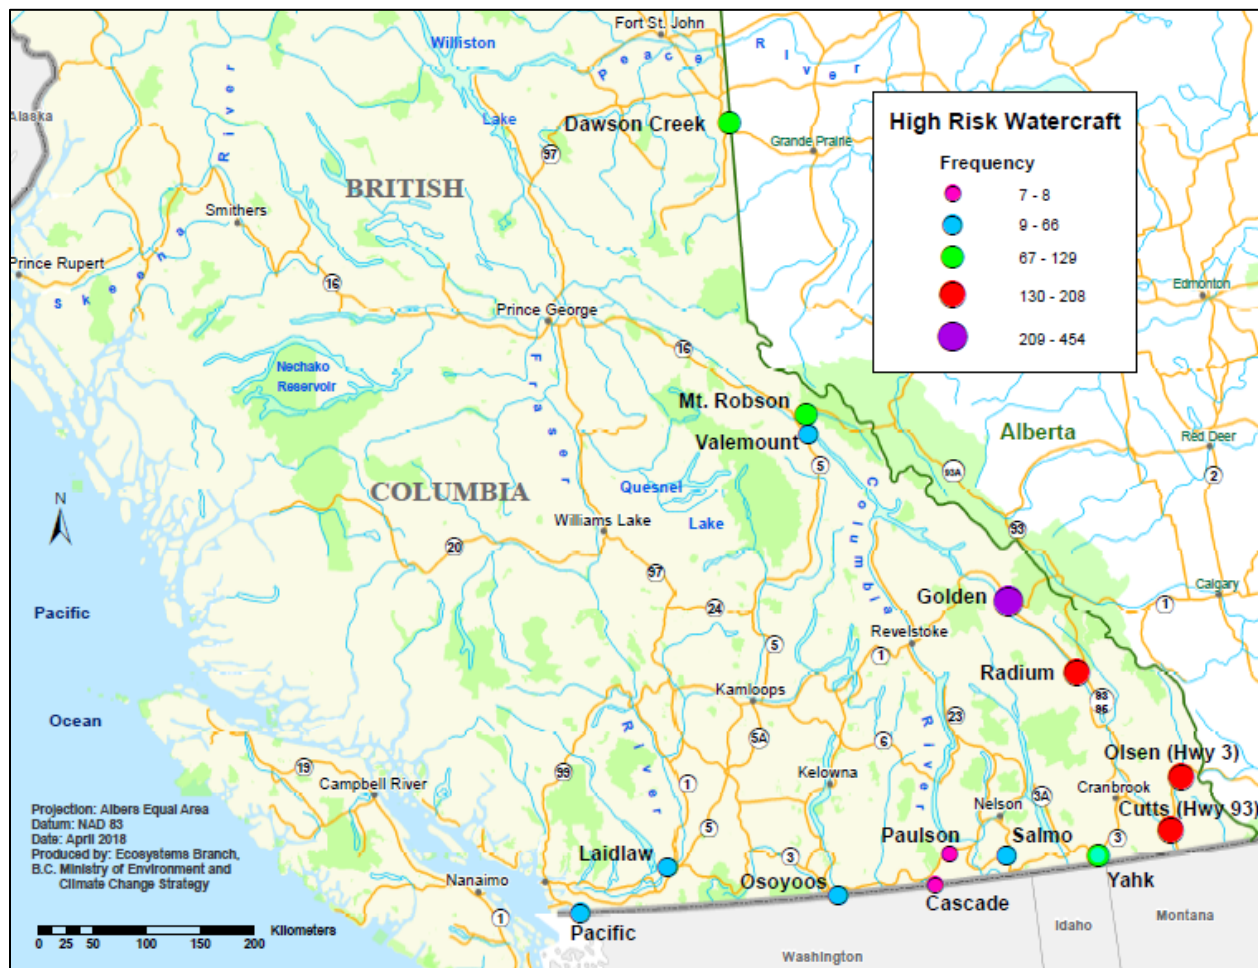 Fort St. John
Williston
Peace River
Alaska
River
Lake
Dawson Creek
97
Grande Prairie
High Risk Watercraft
Frequency
7 - 8
9 - 66
67 - 129
130 - 208
209 - 454
BRITISH
Smithers
Prince Rupert
Skeena
16
Edmonton
Prince George
16
Nechako
Reservoir
Fraser
Mt. Robson
Valemount
Alberta
Red Deer
5
93A
2
COLUMBIA
Quesnel
Lake
Columbia
N
Williams Lake
93
20
97
Calgary
Pacific
24
Golden
1
Revelstoke
5
1
Radium
Kamloops
93
95
Ocean
River
23
River
5A
6
Olsen (Hwy 3)
19
99
Kelowna
Campbell River
1
3A
Cranbrook
Nelson
Cutts (Hwy 93)
Projection: Albers Equal Area
Datum: NAD 83
Date: April 2018
Produced by: Ecosystems Branch,
B.C. Ministry of Environment and
Climate Change Strategy
5
Paulson
Salmo
3
Laidlaw
3
Nanaimo
Osoyoos
Yahk
Cascade
1
Pacific
Montana
Idaho
Kilometers
0 25 50 100 150 200
Washington